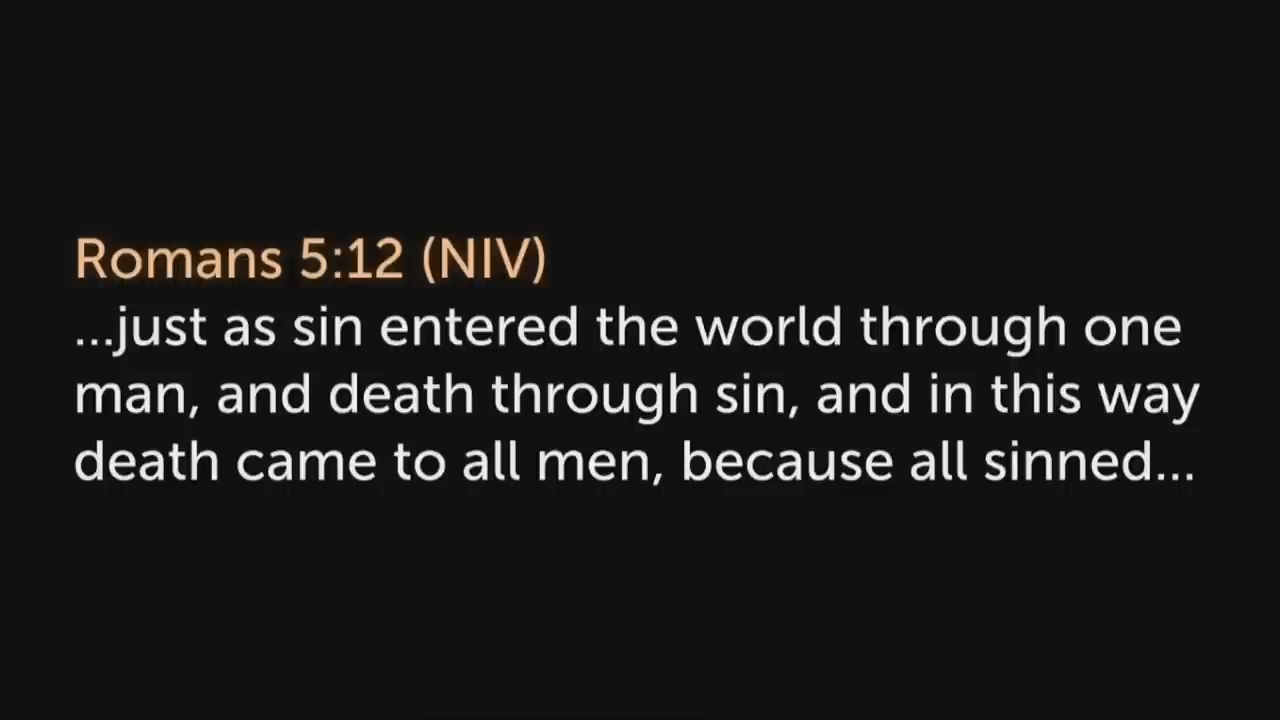 Romans 5:12 (NIV)
...just as sin entered the world through one
man, and death through sin, and in this way
death came to all men, because all sinned...